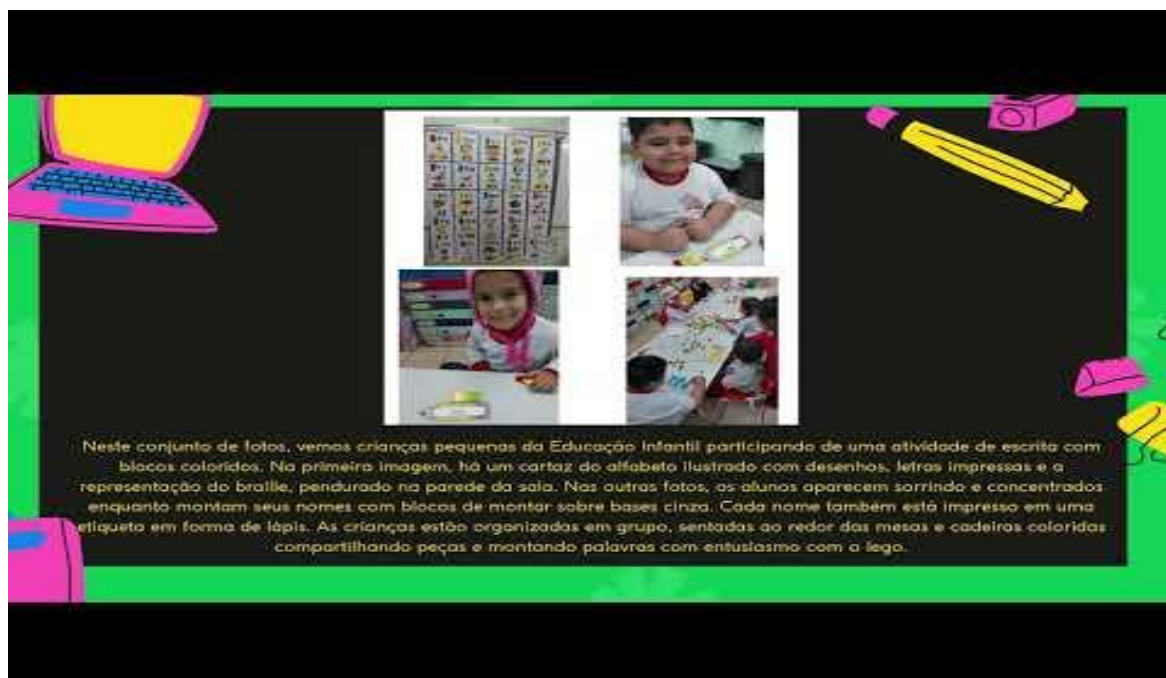 Neste conjunto de fotos, vemos crianças pequenas da Educação Infantil participando de uma atividade de escrita com
blocos coloridos. Na primeira imagem, há um cartaz do alfabeto ilustrado com desenhos, letras impressas e a
representação do braille, pendurado na parede da sala. Nas outras fotos, os alunos aparecem sorrindo e concentrados
enquanto montam seus nomes com blocos de montar sobre bases cinza. Cada nome também está impresso em uma
etiqueta em forma de lápis. As crianças estão organizadas em grupo, sentadas ao redor das mesas e cadeiras coloridas
compartilhando peças e montando palavras com entusiasmo com a lego.